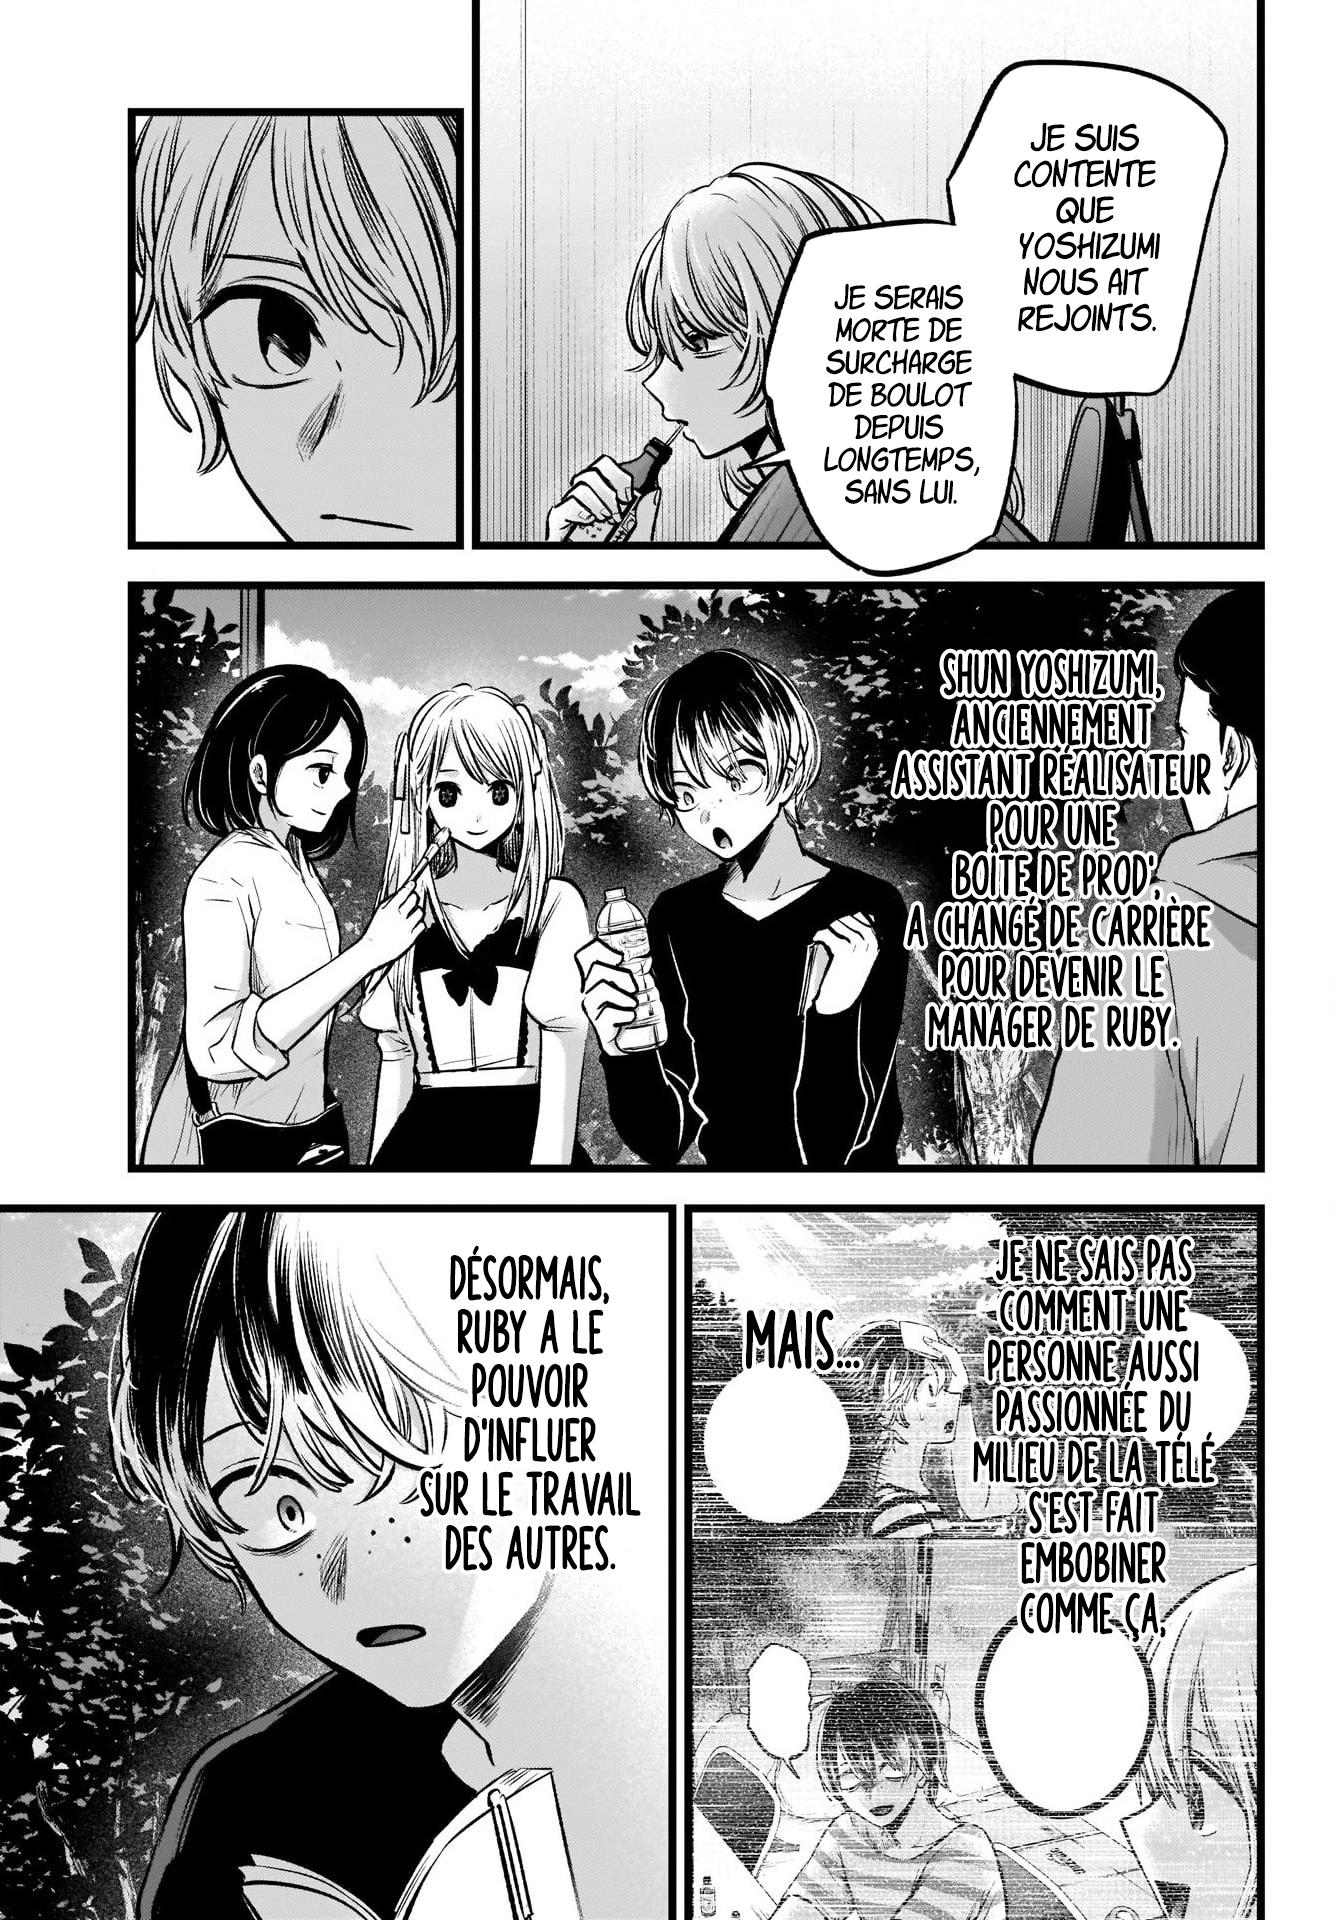 JE SUIS
CONTENTE
QUE
YOSHIZUMI
NOUS AIT
REJOINTS.
JE SERAIS
MORTE DE
SURCHARGE
DE BOULOT
DEPUIS
LONGTEMPS,
SANS LUI.
SHUN YOSHIZUMI,
ANCIENNEMENT
ASSISTANT RÉALISATEUR
POUR UNE
BOÎTE DE PROD',
A CHANGÉ DE CARRIÈRE
POUR DEVENIR LE
MANAGER DE RUBY.
JE NE SAIS PAS
COMMENT UNE
PERSONNE AUSSI
PASSIONNÉE DU
MILIEU DE LA TÉLÉ
S'EST FAIT
EMBOBINER
COMME ÇA,
MAIS...
DÉSORMAIS,
RUBY A LE
POUVOIR
D'INFLUER
SUR LE TRAVAIL
DES AUTRES.